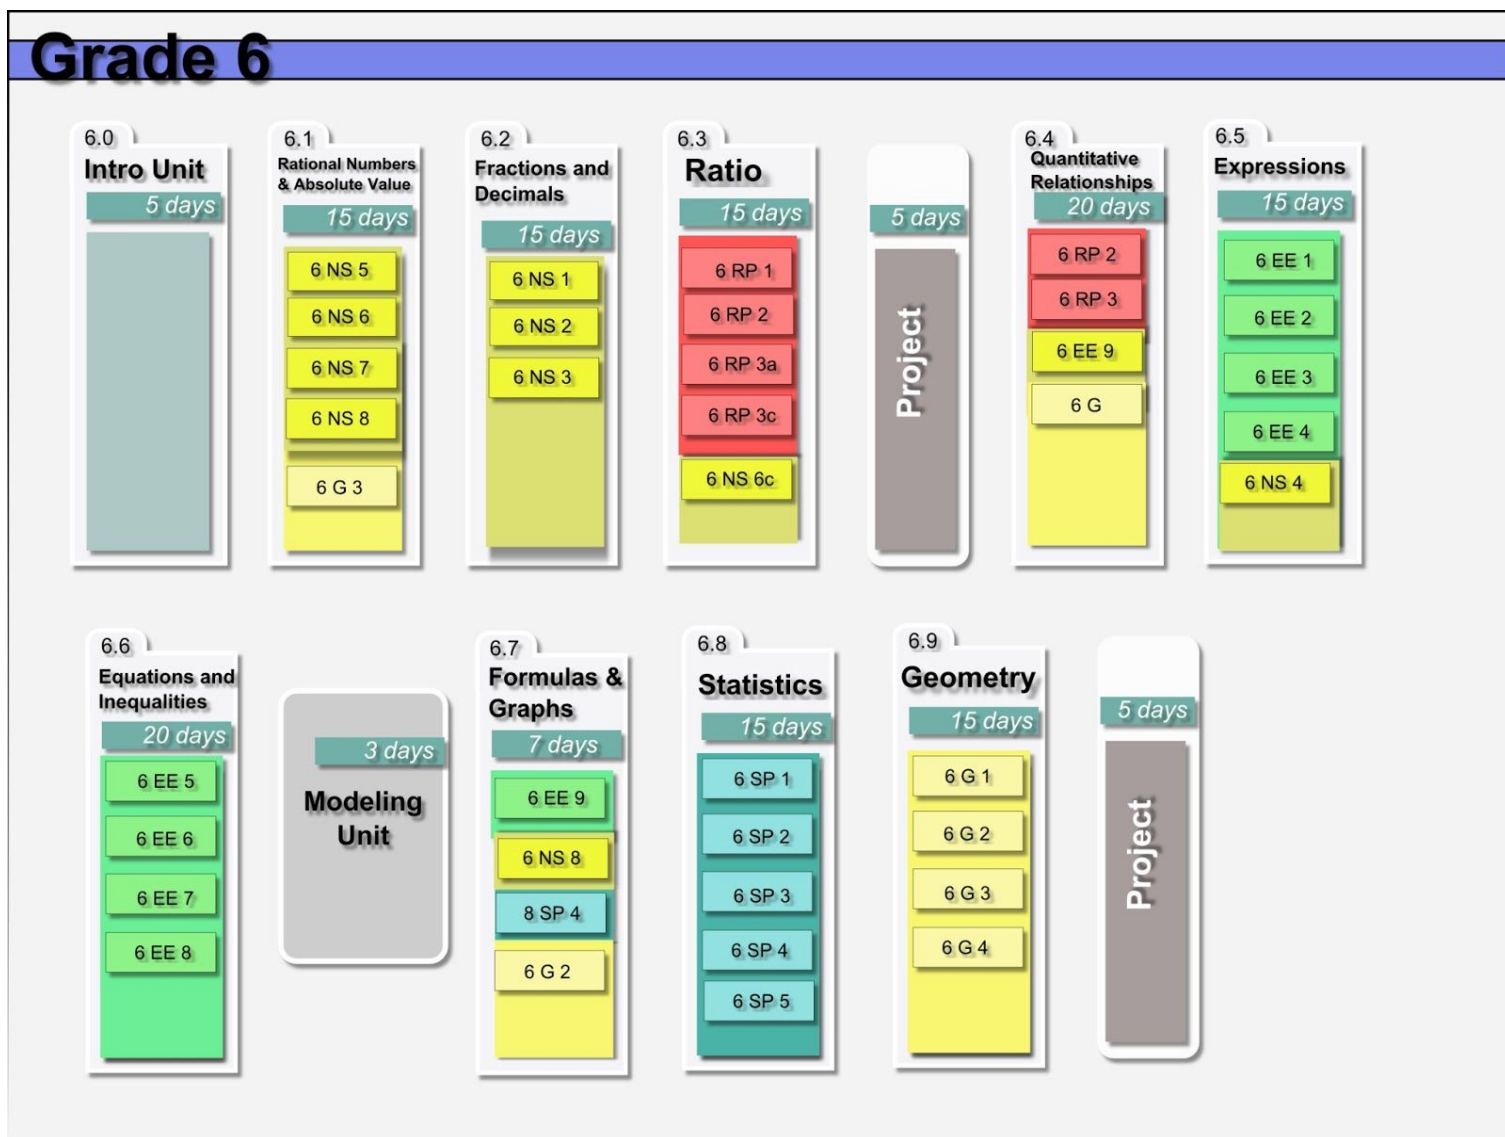 Grade 6
6.0
Intro Unit
5 days
6.1
Rational Numbers
& Absolute Value
15 days
6 NS 5
6 NS 6
6 NS 7
6 NS 8
6 G 3
6.2
Fractions and
Decimals
15 days
6 NS 1
6 NS 2
6 NS 3
6.3
Ratio
15 days
6 RP 1
6 RP 2
6 RP 3a
6 RP 3c
6 NS 6c
5 days
Project
6.4
Quantitative
Relationships
20 days
6 RP 2
6 RP 3
6 EE 9
6 G
6.5
Expressions
15 days
6 EE 1
6 EE 2
6 EE 3
6 EE 4
6 NS 4
6.6
Equations and
Inequalities
20 days
6 EE 5
6 EE 6
6 EE 7
6 EE 8
3 days
Modeling
Unit
6.7
Formulas &
Graphs
7 days
6 EE 9
6 NS 8
8 SP 4
6 G 2
6.8
Statistics
15 days
6 SP 1
6 SP 2
6 SP 3
6 SP 4
6 SP 5
6.9
Geometry
15 days
6 G 1
6 G 2
6 G 3
6 G 4
5 days
Project